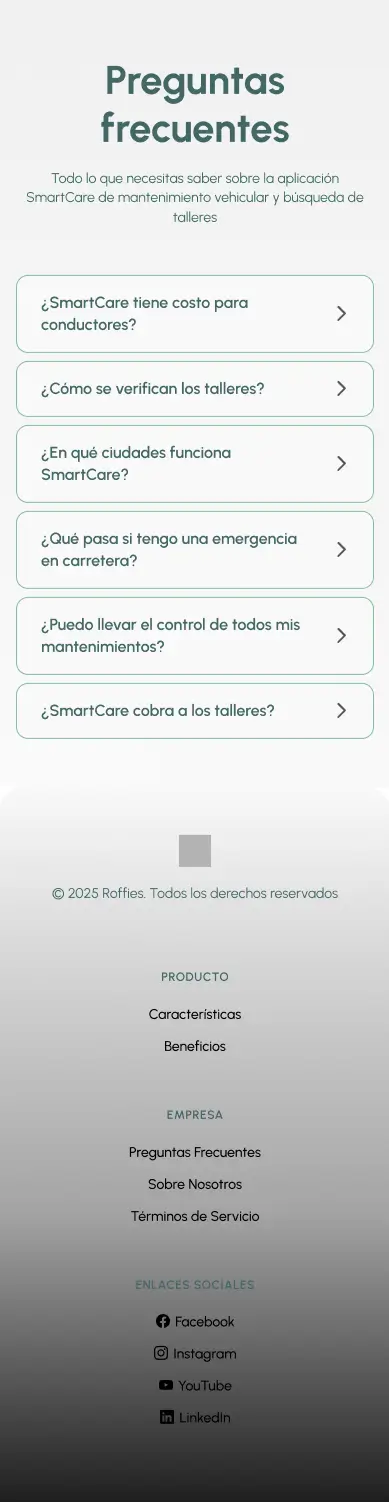 Preguntas
frecuentes
Todo lo que necesitas saber sobre la aplicación
SmartCare de mantenimiento vehicular y búsqueda de
talleres
¿SmartCare tiene costo para
conductores?
¿Cómo se verifican los talleres?
¿En qué ciudades funciona
SmartCare?
¿Qué pasa si tengo una emergencia
en carretera?
¿Puedo llevar el control de todos mis
mantenimientos?
¿SmartCare cobra a los talleres?
© 2025 Roffies. Todos los derechos reservados
PRODUCTO
Características
Beneficios
EMPRESA
Preguntas Frecuentes
Sobre Nosotros
Términos de Servicio
ENLACES SOCIALES
Facebook
Instagram
YouTube
LinkedIn